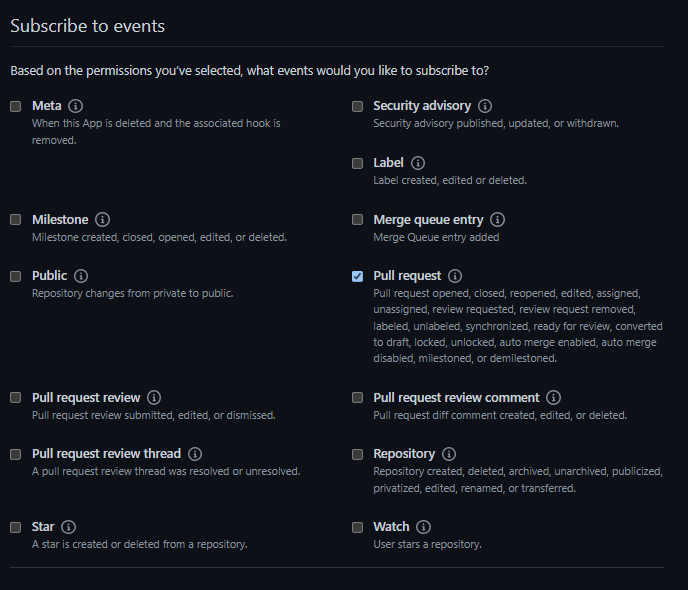 Subscribe to events
Based on the permissions you've selected, what events would you like to subscribe to?
Meta
When this App is deleted and the associated hook is
removed.
Security advisory
Security advisory published, updated, or withdrawn.
Label
Label created, edited or deleted.
Milestone
Milestone created, closed, opened, edited, or deleted.
Merge queue entry
Merge Queue entry added
Public
Repository changes from private to public.
Pull request
Pull request opened, closed, reopened, edited, assigned,
unassigned, review requested, review request removed,
labeled, unlabeled, synchronized, ready for review, converted
to draft, locked, unlocked, auto merge enabled, auto merge
disabled, milestoned, or demilestoned.
Pull request review
Pull request review submitted, edited, or dismissed.
Pull request review comment
Pull request diff comment created, edited, or deleted.
Pull request review thread
A pull request review thread was resolved or unresolved.
Repository
Repository created, deleted, archived, unarchived, publicized,
privatized, edited, renamed, or transferred.
Star
A star is created or deleted from a repository.
Watch
User stars a repository.